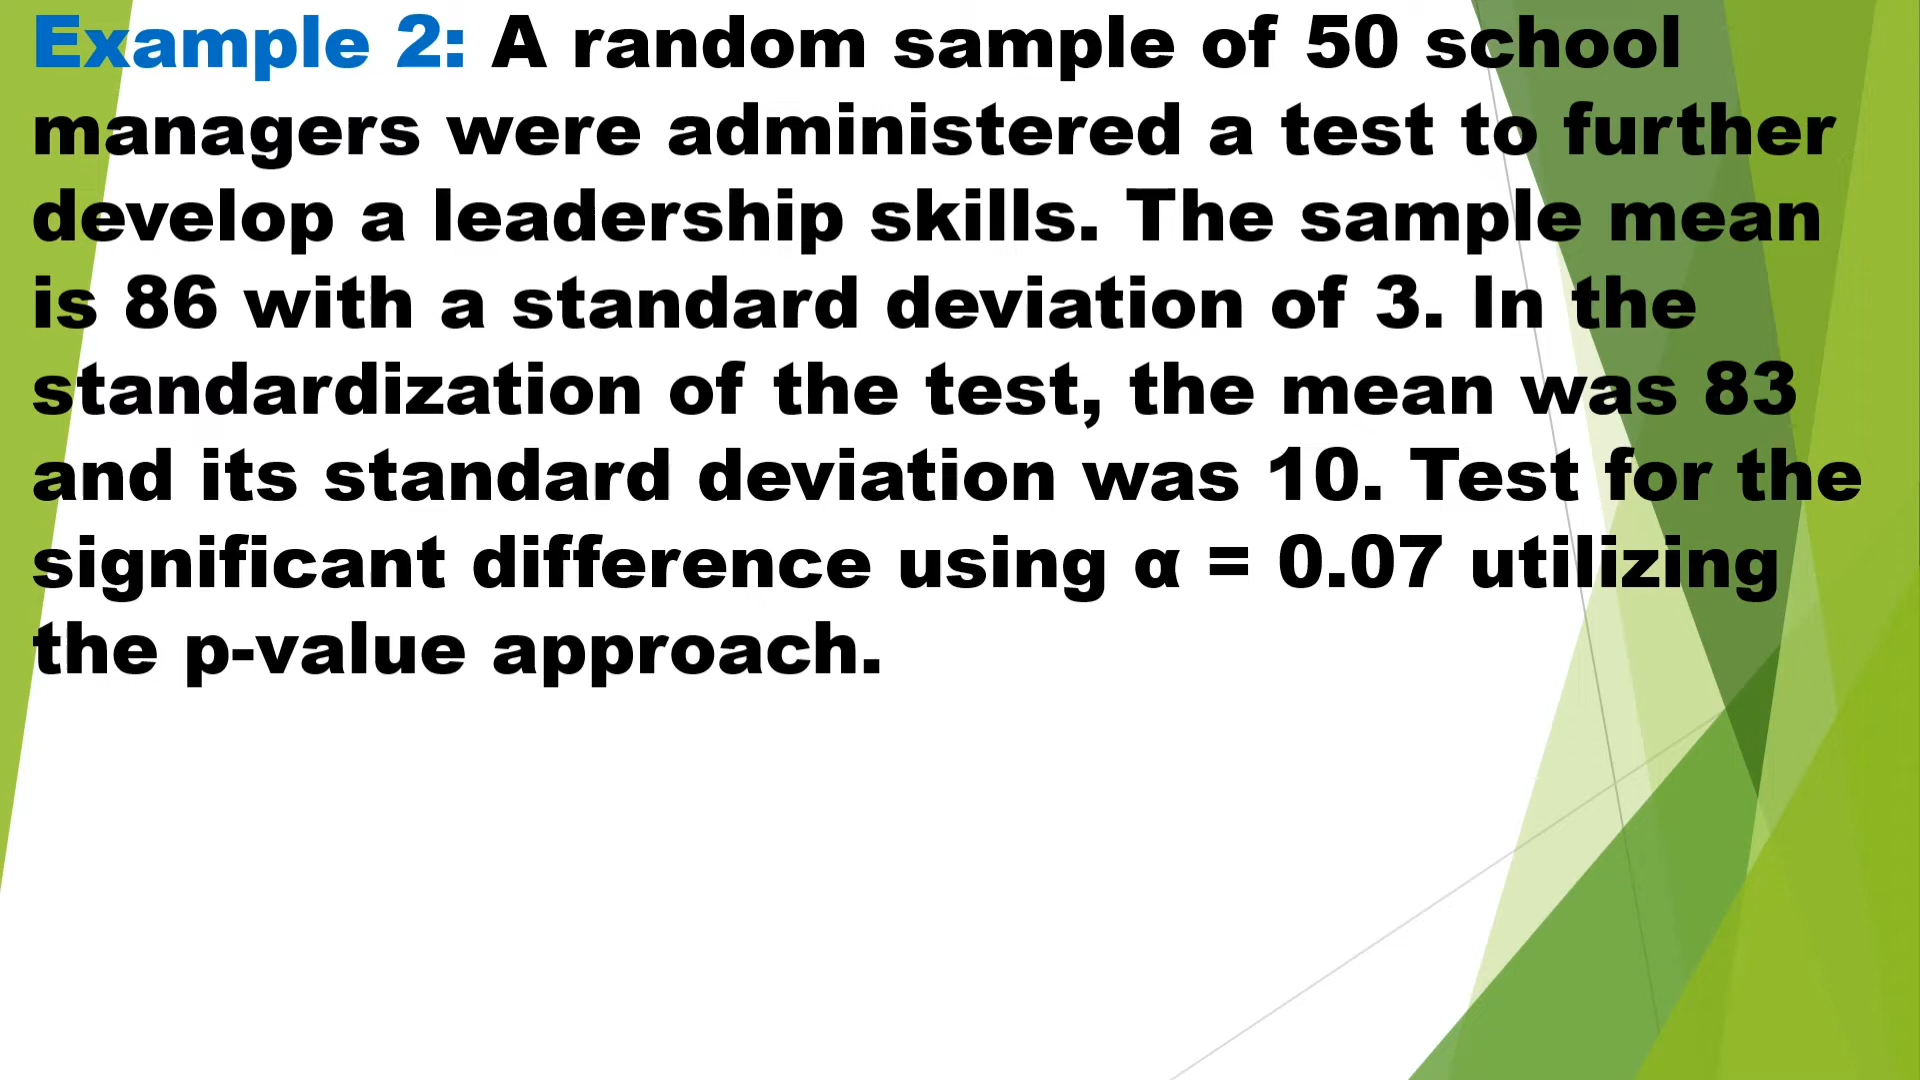 Example 2: A random sample of 50 school
managers were administered a test to further
develop a leadership skills. The sample mean
is 86 with a standard deviation of 3. In the
standardization of the test, the mean was 83
and its standard deviation was 10. Test for the
significant difference using α = 0.07 utilizing
the p-value approach.